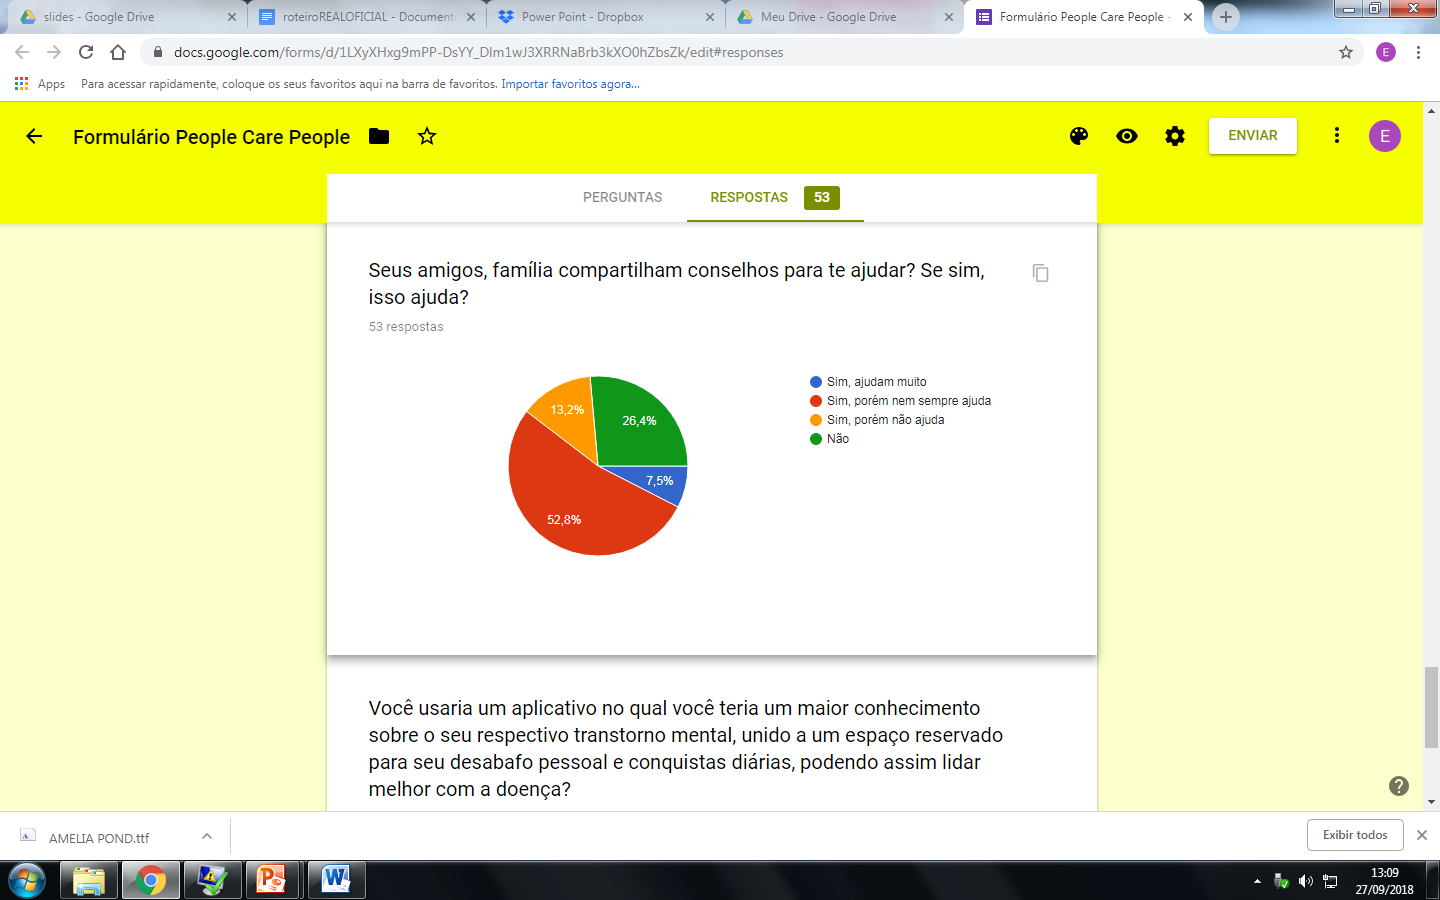 slides - Google Drive
roteiroREALOFICIAL - Document
Power Point - Dropbox
Meu Drive - Google Drive
Formulário People Care People -
docs.google.com/forms/d/1LXyXHxg9mPP-DsYY_Dlm1wJ3XRRNaBrb3kXO0hZbsZk/edit#responses
E
Apps
Para acessar rapidamente, coloque os seus favoritos aqui na barra de favoritos. Importar favoritos agora...
Formulário People Care People
ENVIAR
E
PERGUNTAS
RESPOSTAS 53
Seus amigos, família compartilham conselhos para te ajudar? Se sim,
isso ajuda?
53 respostas
Sim, ajudam muito
Sim, porém nem sempre ajuda
Sim, porém não ajuda
Não
13,2%
26,4%
7,5%
52,8%
Você usaria um aplicativo no qual você teria um maior conhecimento
sobre o seu respectivo transtorno mental, unido a um espaço reservado
para seu desabafo pessoal e conquistas diárias, podendo assim lidar
melhor com a doença?
AMELIA POND.ttf
Exibir todos
13:09
27/09/2018